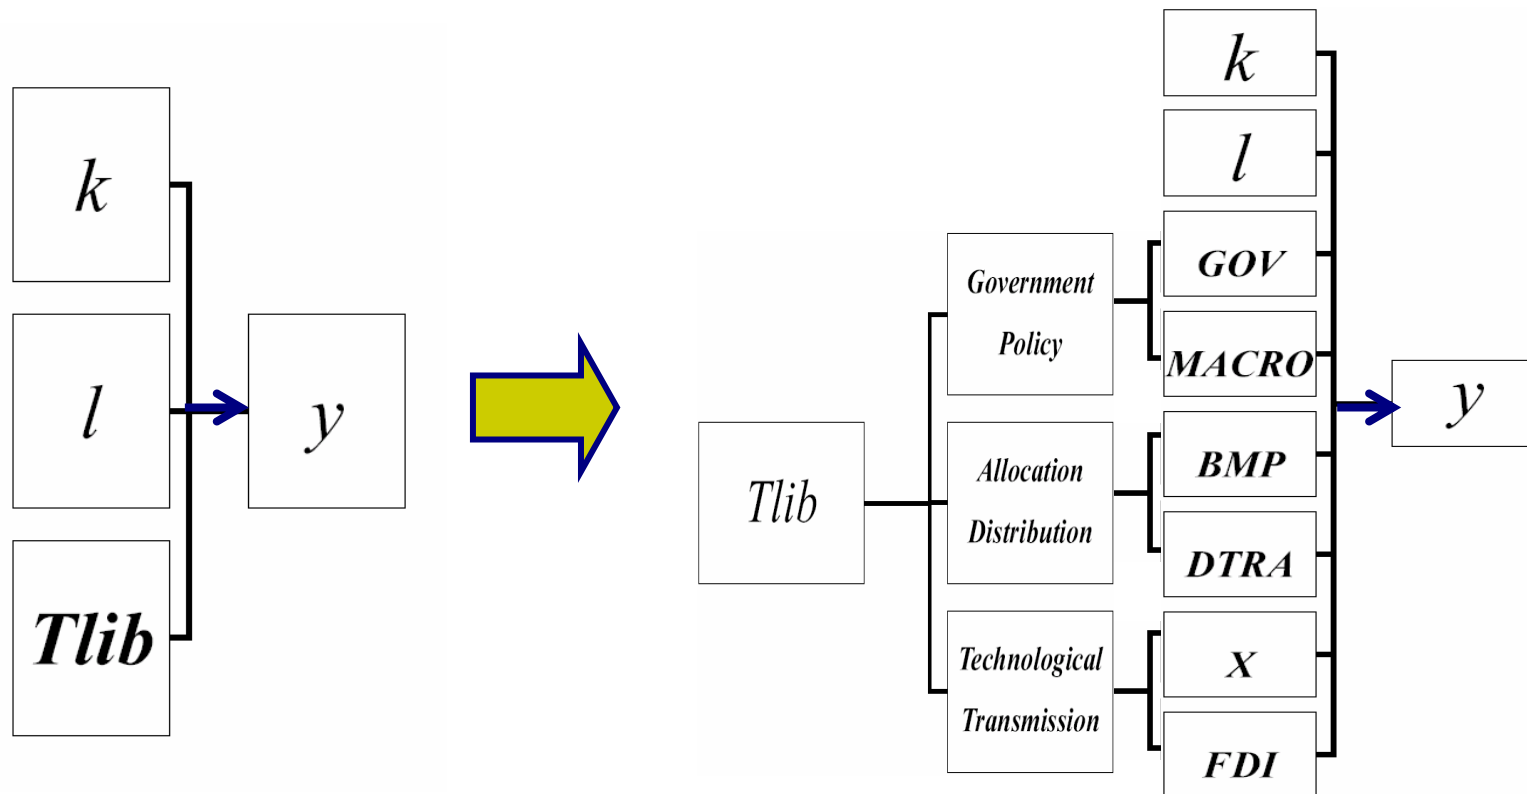 k
l
Tlib
y
Tlib
Government
Policy
Allocation
Distribution
Technological
Transmission
k
l
GOV
MACRO
BMP
DTRA
X
FDI
y